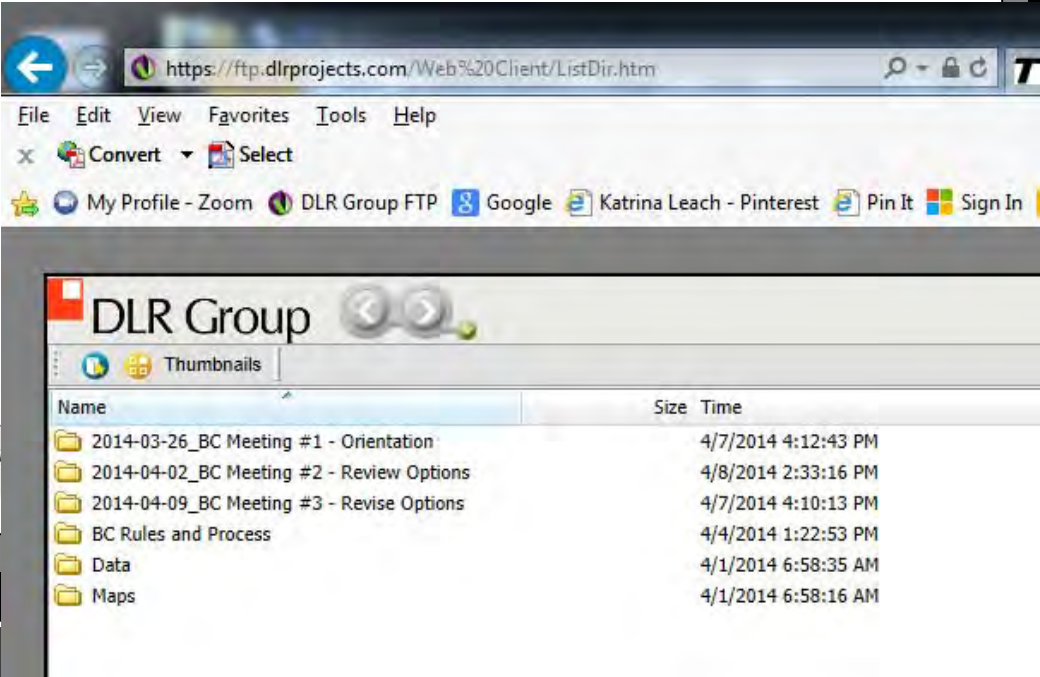 https://ftp.dlrprojects.com/Web%20Client/ListDir.htm
File Edit View Favorites Tools Help
x Convert Select
My Profile - Zoom DLR Group FTP 8 Google Katrina Leach - Pinterest Pin It Sign In
DLR Group
Thumbnails
Name Size Time
2014-03-26_BC Meeting #1 - Orientation 4/7/2014 4:12:43 PM
2014-04-02_BC Meeting #2 - Review Options 4/8/2014 2:33:16 PM
2014-04-09_BC Meeting #3 - Revise Options 4/7/2014 4:10:13 PM
BC Rules and Process 4/4/2014 1:22:53 PM
Data 4/1/2014 6:58:35 AM
Maps 4/1/2014 6:58:16 AM